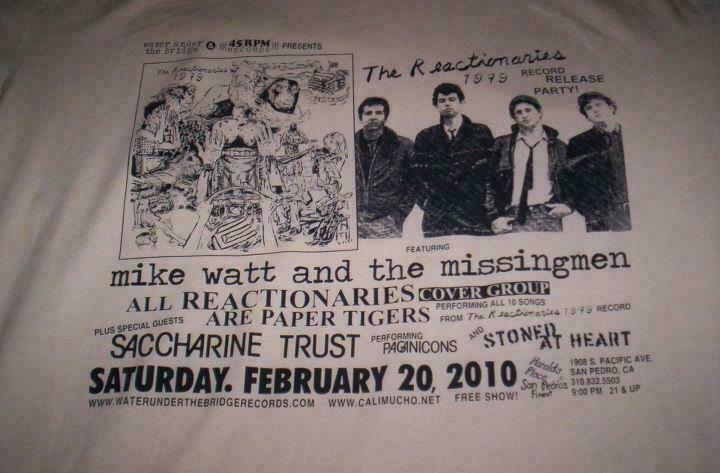 water under the bridge & ((( 45 RPM RECORDS ))) PRESENTS
The Reactionaries
1979
The Reactionaries
1979 RECORD RELEASE PARTY!
FEATURING
mike watt and the missingmen
ALL REACTIONARIES COVER GROUP
ARE PAPER TIGERS
PERFORMING ALL 10 SONGS
FROM The Reactionaries 1979 RECORD
PLUS SPECIAL GUESTS
SACCHARINE TRUST PERFORMING PAGANICONS AND STONED AT HEART
SATURDAY. FEBRUARY 20, 2010
Harolds Place San Pedros Finest
1908 S. PACIFIC AVE.
SAN PEDRO, CA
310.832.5503
9:00 PM 21 & UP
WWW.WATERUNDERTHEBRIDGERECORDS.COM WWW.CALIMUCHO.NET FREE SHOW!